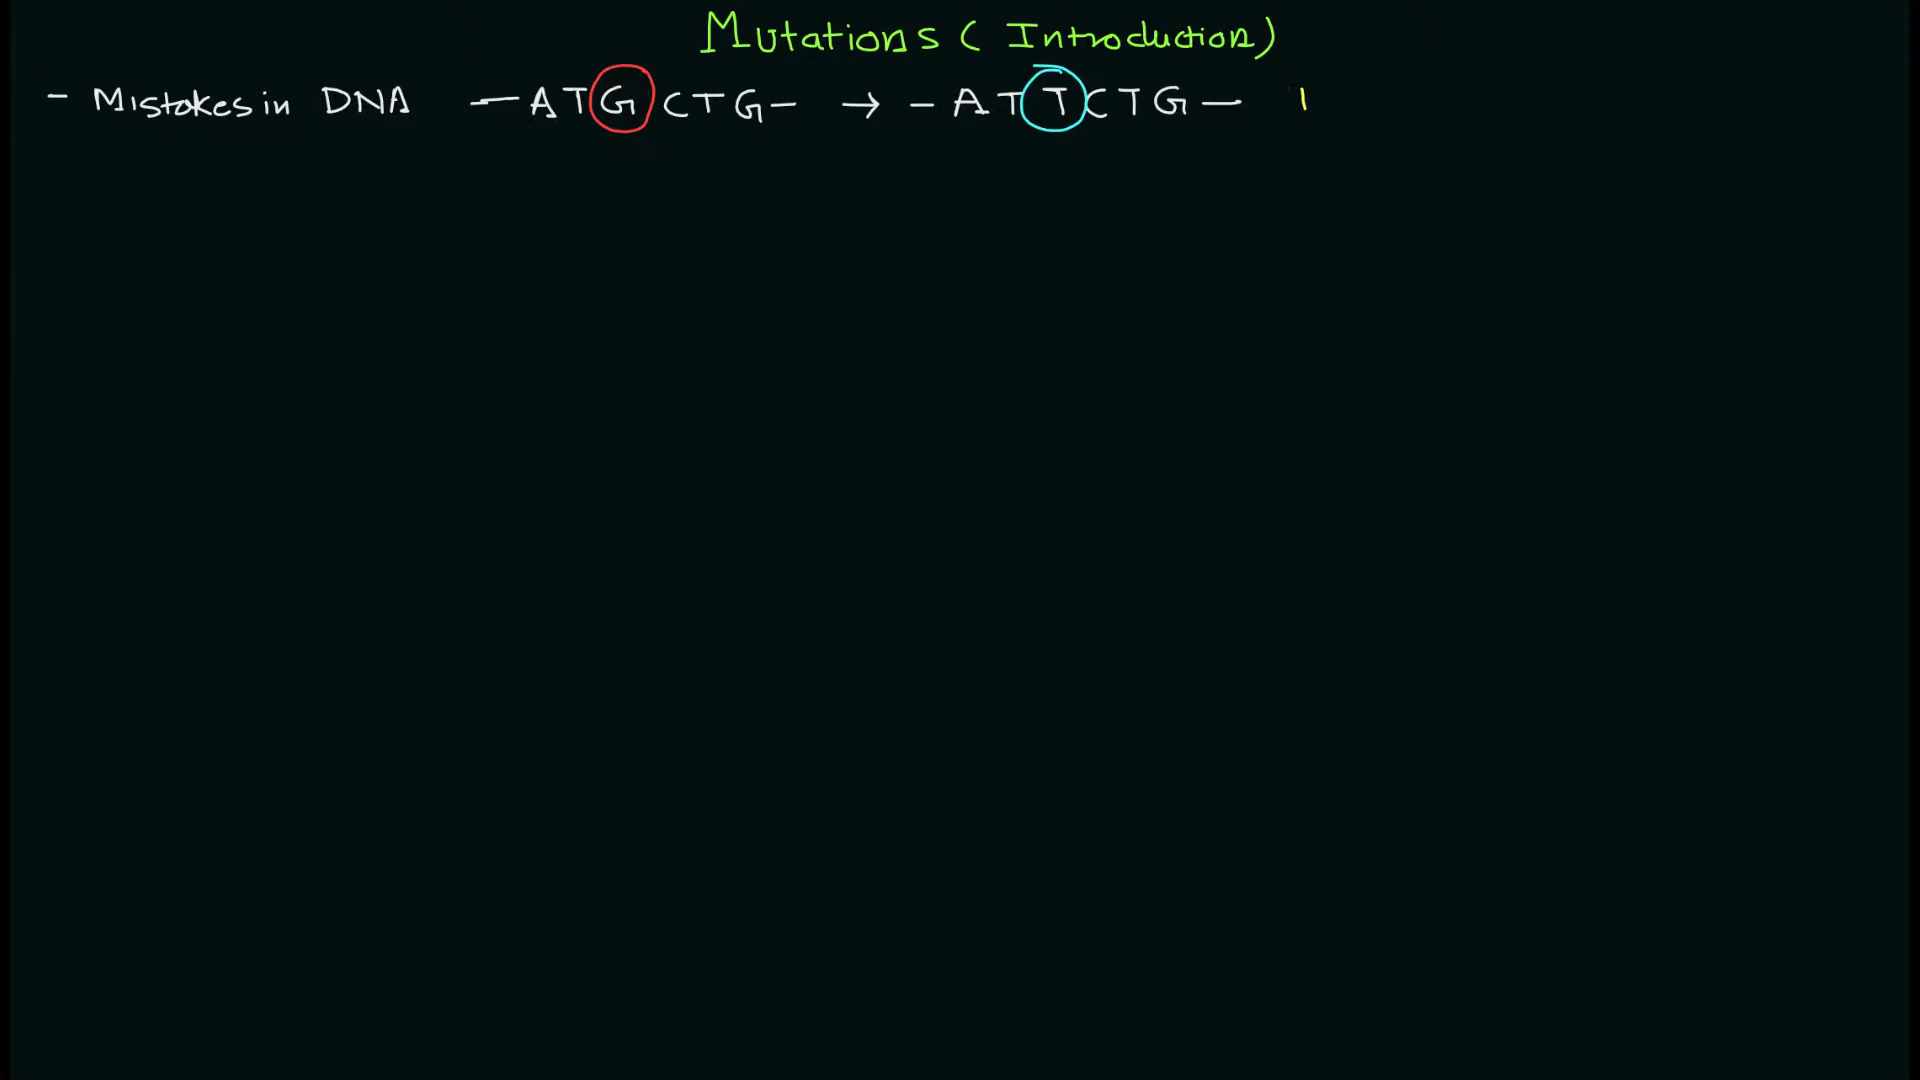 Mutations ( Introduction)
- Mistakes in DNA —ATGCTG- → -ATTCTG—